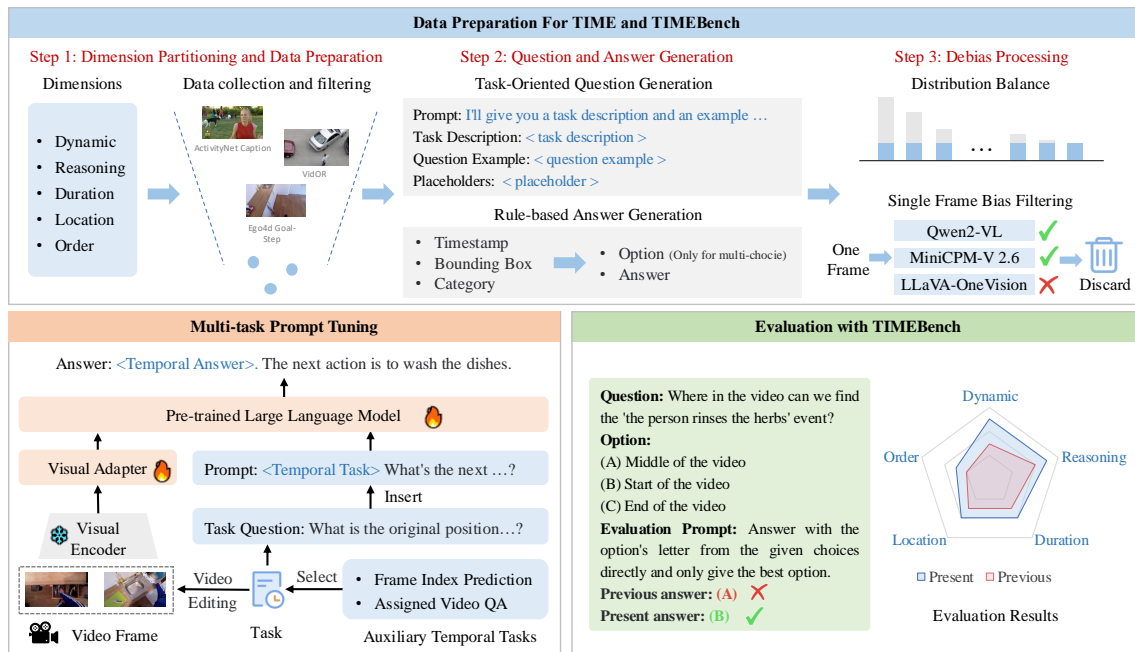 Data Preparation For TIME and TIMEBench
Step 1: Dimension Partitioning and Data Preparation
Dimensions
• Dynamic
• Reasoning
• Duration
• Location
• Order
Data collection and filtering
ActivityNet Caption
VidOR
Ego4d Goal-
Step
Step 2: Question and Answer Generation
Task-Oriented Question Generation
Prompt: I'll give you a task description and an example …
Task Description: < task description >
Question Example: < question example >
Placeholders: < placeholder >
Rule-based Answer Generation
• Timestamp
• Bounding Box
• Category
• Option (Only for multi-chocie)
• Answer
Step 3: Debias Processing
Distribution Balance
...
Single Frame Bias Filtering
One
Frame
Qwen2-VL
MiniCPM-V 2.6
LLaVA-OneVision
Discard
Multi-task Prompt Tuning
Answer: <Temporal Answer>. The next action is to wash the dishes.
Pre-trained Large Language Model
Visual Adapter
Prompt: <Temporal Task> What's the next …?
Insert
Visual
Encoder
Task Question: What is the original position…?
Video
Editing
Select
• Frame Index Prediction
• Assigned Video QA
Video Frame
Task
Auxiliary Temporal Tasks
Evaluation with TIMEBench
Question: Where in the video can we find
the 'the person rinses the herbs' event?
Option:
(A) Middle of the video
(B) Start of the video
(C) End of the video
Evaluation Prompt: Answer with the
option's letter from the given choices
directly and only give the best option.
Previous answer: (A)
Present answer: (B)
Dynamic
Order
Reasoning
Location
Duration
Present
Previous
Evaluation Results